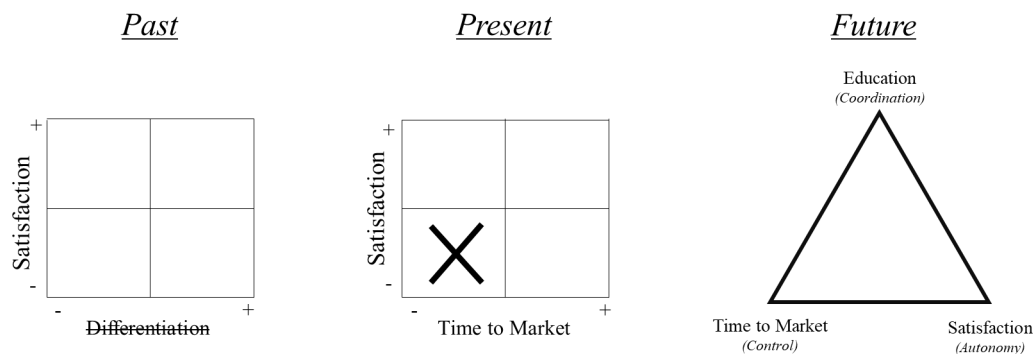 Past
Present
Future
Education
(Coordination)
+
Satisfaction
-
-
+
Differentiation
+
Satisfaction
-
-
+
Time to Market
Time to Market
(Control)
Satisfaction
(Autonomy)